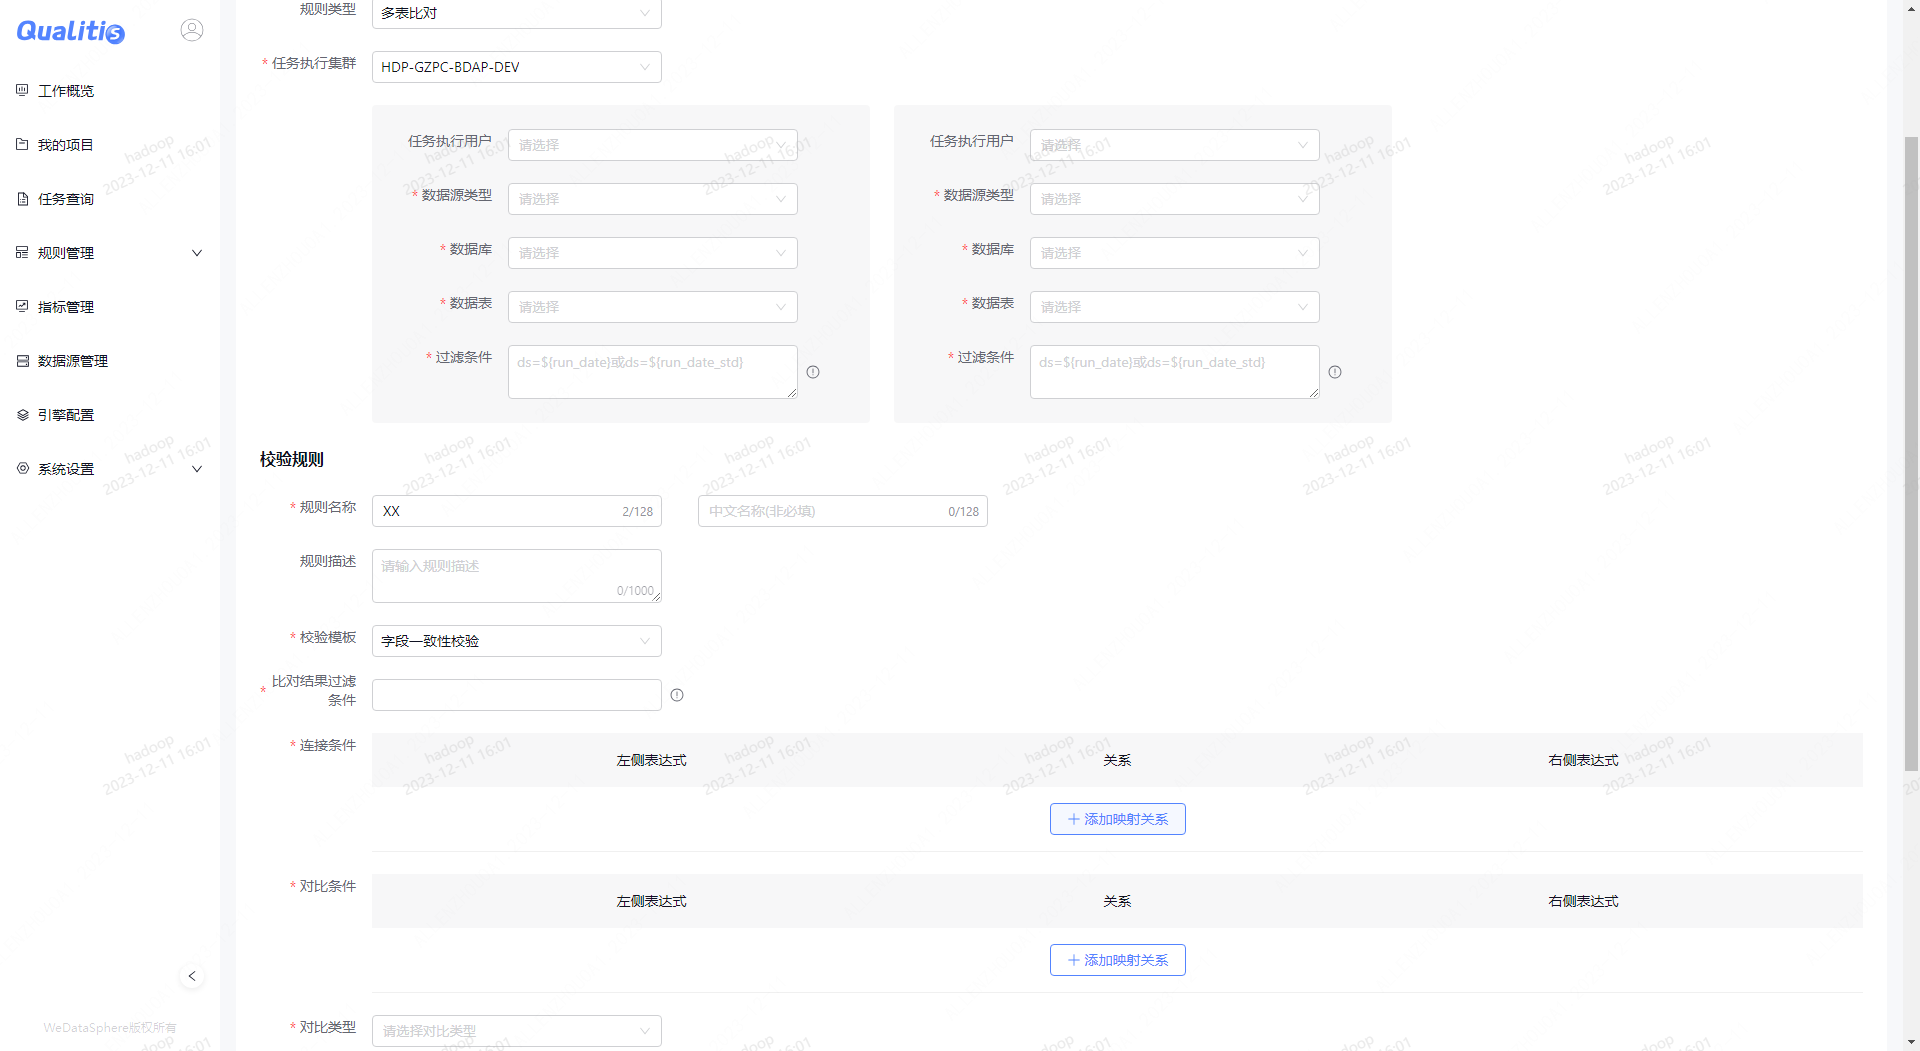 Qualitis
工作概览
我的项目
任务查询
规则管理
指标管理
数据源管理
引擎配置
系统设置
WeDataSphere版权所有
规则类型 多表比对
* 任务执行集群 HDP-GZPC-BDAP-DEV
任务执行用户 请选择
* 数据源类型 请选择
* 数据库 请选择
* 数据表 请选择
* 过滤条件 ds=${run_date}或ds=${run_date_std}
任务执行用户 请选择
* 数据源类型 请选择
* 数据库 请选择
* 数据表 请选择
* 过滤条件 ds=${run_date}或ds=${run_date_std}
校验规则
* 规则名称 XX 2/128 中文名称(非必填) 0/128
规则描述 请输入规则描述 0/1000
* 校验模板 字段一致性校验
* 比对结果过滤
条件
* 连接条件 左侧表达式 关系 右侧表达式
+ 添加映射关系
* 对比条件 左侧表达式 关系 右侧表达式
+ 添加映射关系
* 对比类型 请选择对比类型
hadoop
2023-12-11 16:01